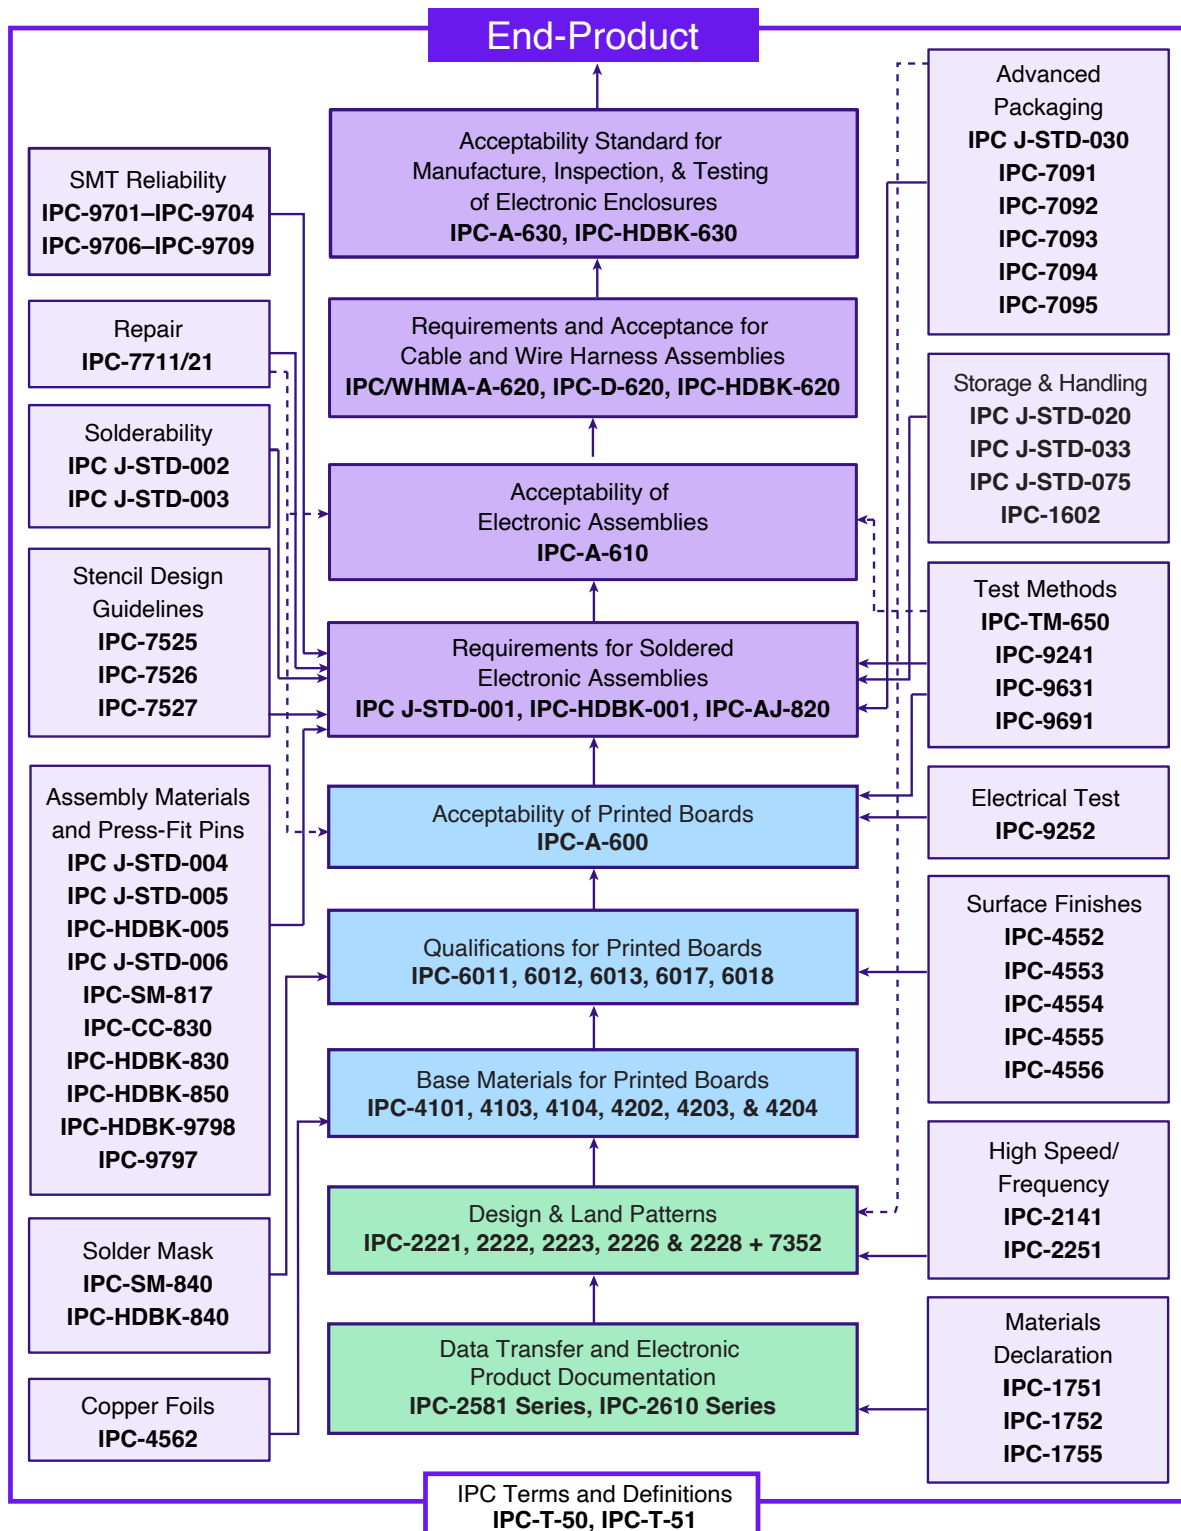 End-Product
Acceptability Standard for
Manufacture, Inspection, & Testing
of Electronic Enclosures
IPC-A-630, IPC-HDBK-630
Requirements and Acceptance for
Cable and Wire Harness Assemblies
IPC/WHMA-A-620, IPC-D-620, IPC-HDBK-620
Acceptability of
Electronic Assemblies
IPC-A-610
Requirements for Soldered
Electronic Assemblies
IPC J-STD-001, IPC-HDBK-001, IPC-AJ-820
Acceptability of Printed Boards
IPC-A-600
Qualifications for Printed Boards
IPC-6011, 6012, 6013, 6017, 6018
Base Materials for Printed Boards
IPC-4101, 4103, 4104, 4202, 4203, & 4204
Design & Land Patterns
IPC-2221, 2222, 2223, 2226 & 2228 + 7352
Data Transfer and Electronic
Product Documentation
IPC-2581 Series, IPC-2610 Series
SMT Reliability
IPC-9701–IPC-9704
IPC-9706–IPC-9709
Repair
IPC-7711/21
Solderability
IPC J-STD-002
IPC J-STD-003
Stencil Design
Guidelines
IPC-7525
IPC-7526
IPC-7527
Assembly Materials
and Press-Fit Pins
IPC J-STD-004
IPC J-STD-005
IPC-HDBK-005
IPC J-STD-006
IPC-SM-817
IPC-CC-830
IPC-HDBK-830
IPC-HDBK-850
IPC-HDBK-9798
IPC-9797
Solder Mask
IPC-SM-840
IPC-HDBK-840
Copper Foils
IPC-4562
Advanced
Packaging
IPC J-STD-030
IPC-7091
IPC-7092
IPC-7093
IPC-7094
IPC-7095
Storage & Handling
IPC J-STD-020
IPC J-STD-033
IPC J-STD-075
IPC-1602
Test Methods
IPC-TM-650
IPC-9241
IPC-9631
IPC-9691
Electrical Test
IPC-9252
Surface Finishes
IPC-4552
IPC-4553
IPC-4554
IPC-4555
IPC-4556
High Speed/
Frequency
IPC-2141
IPC-2251
Materials
Declaration
IPC-1751
IPC-1752
IPC-1755
IPC Terms and Definitions
IPC-T-50, IPC-T-51